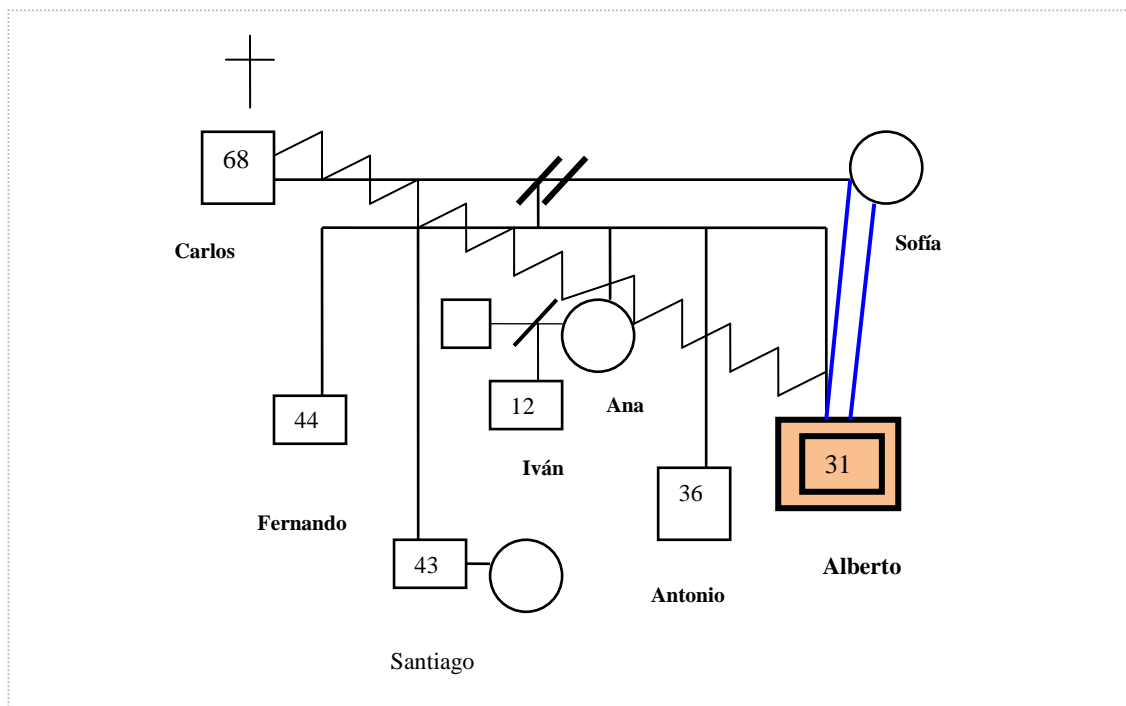 68
Carlos
Sofía
44
12
Ana
Iván
36
31
Fernando
43
Antonio
Alberto
Santiago